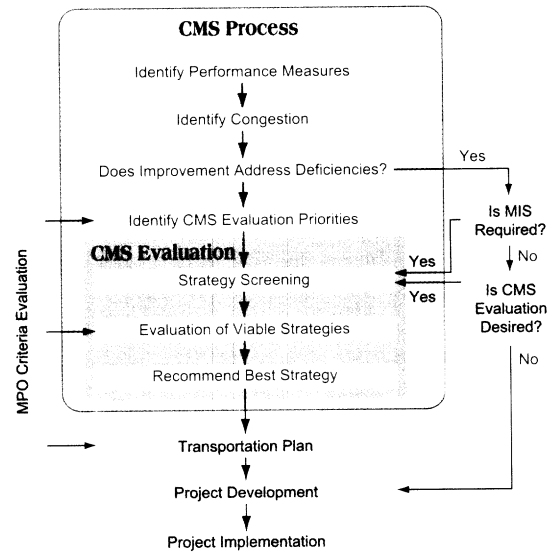 CMS Process
Identify Performance Measures
Identify Congestion
Does Improvement Address Deficiencies?
Yes
Identify CMS Evaluation Priorities
Is MIS
Required?
No
CMS Evaluation
Yes
Strategy Screening
Is CMS
Evaluation
Desired?
Yes
Evaluation of Viable Strategies
No
Recommend Best Strategy
MPO Criteria Evaluation
Transportation Plan
Project Development
Project Implementation